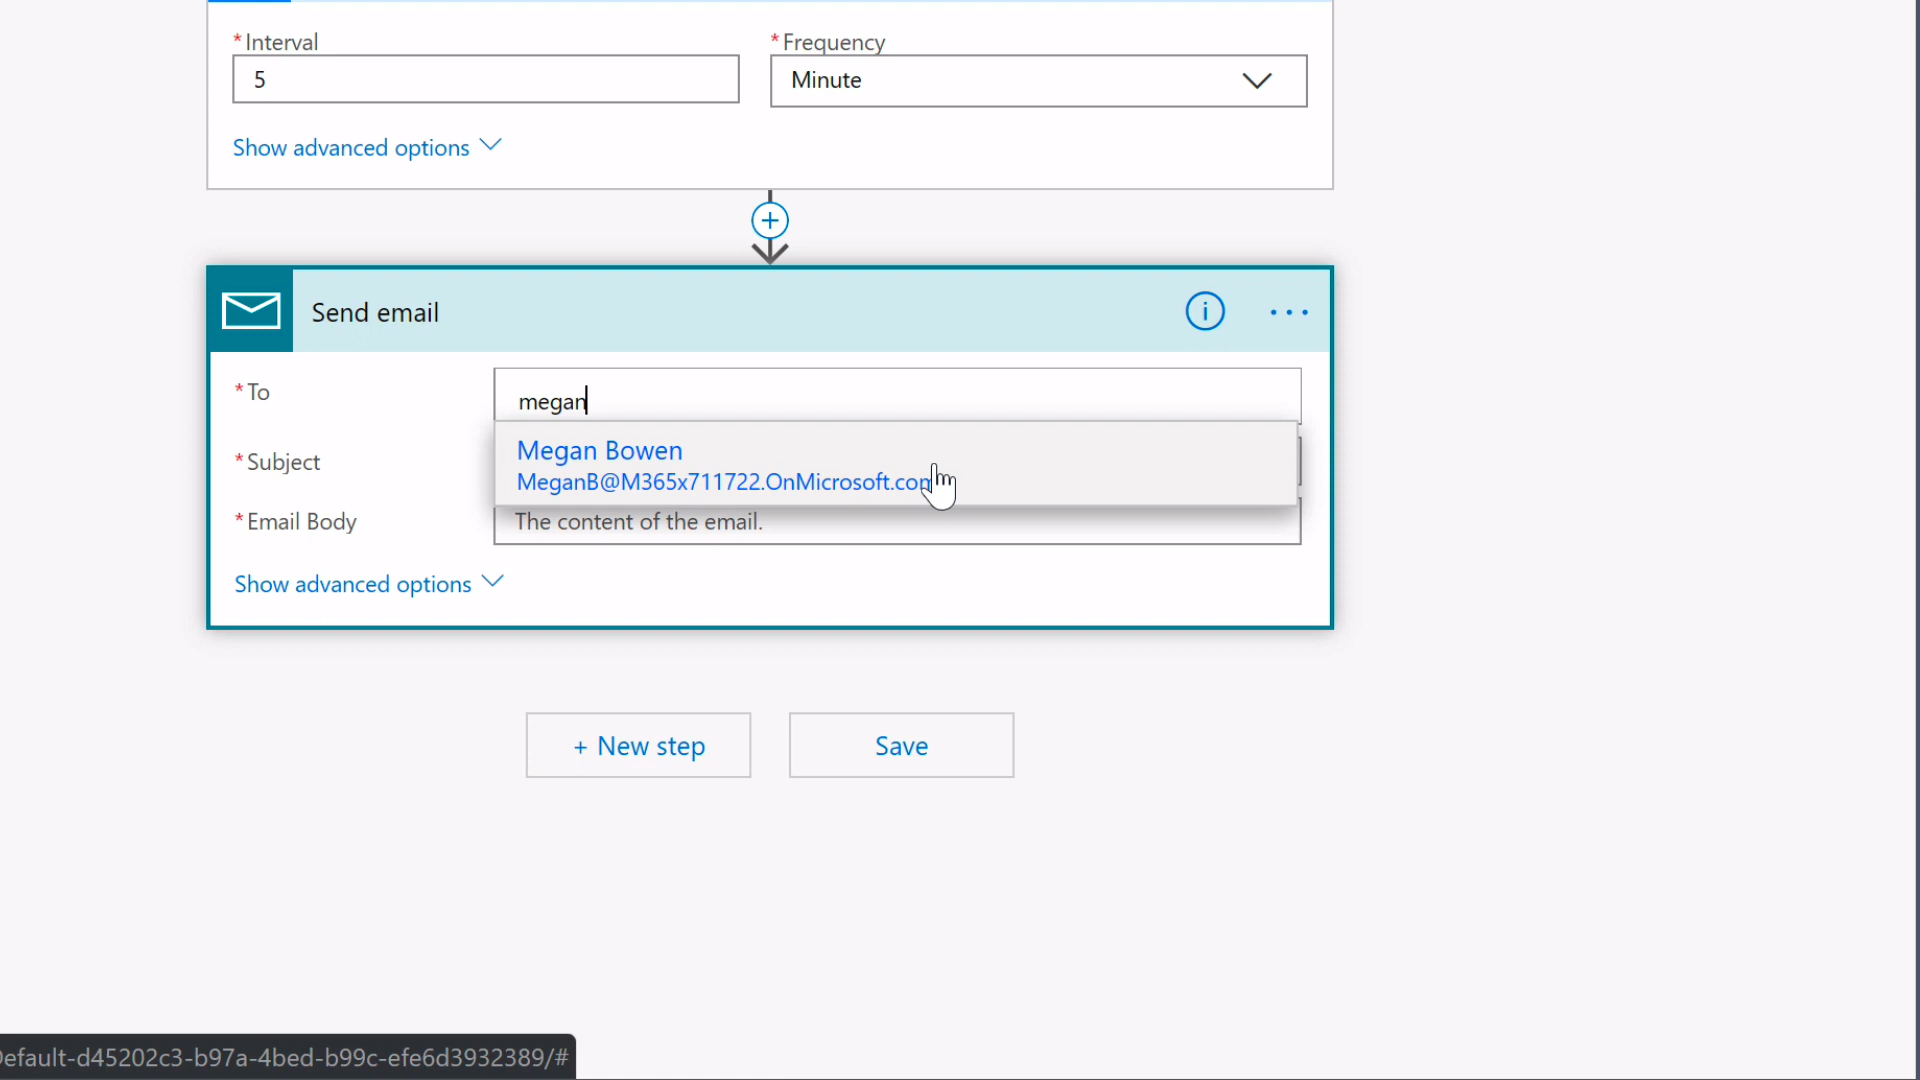 * Interval
* Frequency
5
Minute
Show advanced options
Send email
* To
megan
* Subject
Megan Bowen
MeganB@M365x711722.OnMicrosoft.com
* Email Body
The content of the email.
Show advanced options
+ New step
Save
efault-d45202c3-b97a-4bed-b99c-efe6d3932389/#